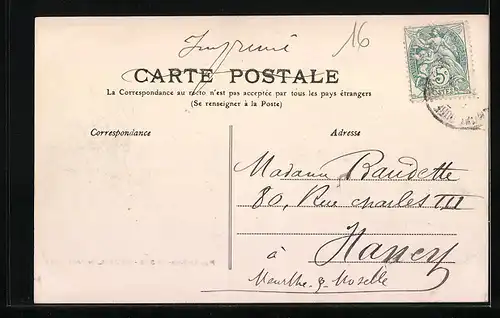 Imprimé
16
CARTE POSTALE
La Correspondance au recto n'est pas acceptée par tous les pays étrangers
(Se renseigner à la Poste)
Correspondance
Adresse
5
Madame Baudette
80, Rue Charles III
à Nancy
Meurthe-&-Moselle